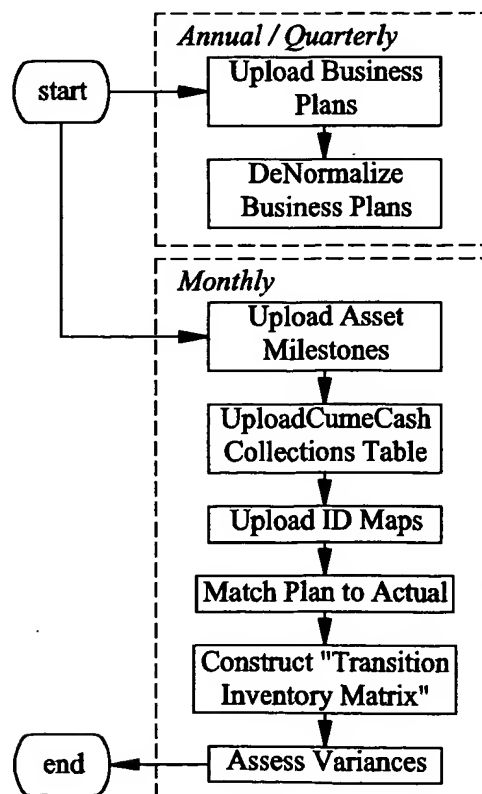 Annual / Quarterly
start
Upload Business
Plans
DeNormalize
Business Plans
Monthly
Upload Asset
Milestones
UploadCumeCash
Collections Table
Upload ID Maps
Match Plan to Actual
Construct "Transition
Inventory Matrix"
end
Assess Variances